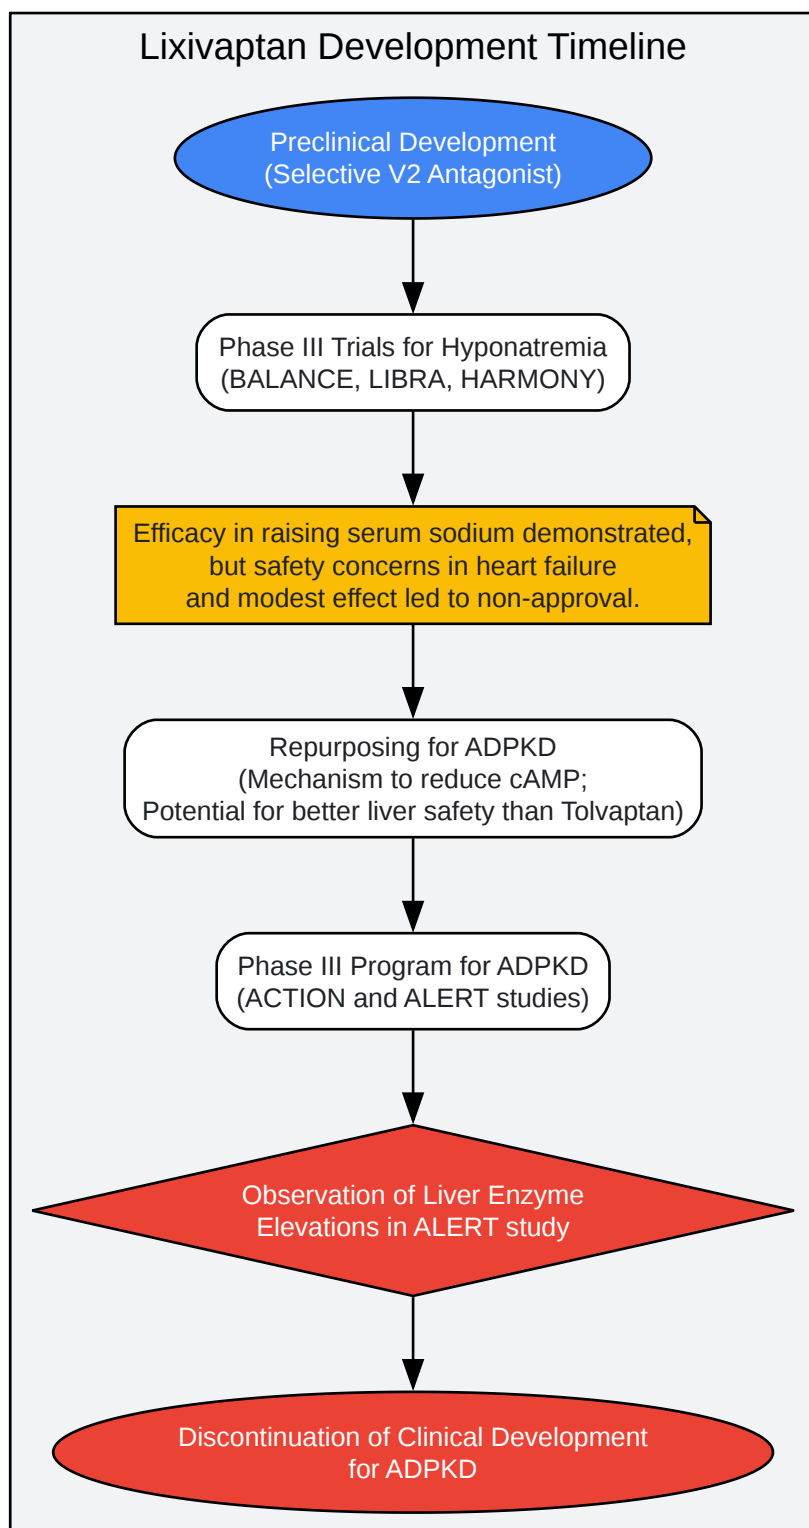 Lixivaptan Development Timeline
Preclinical Development
(Selective V2 Antagonist)
Phase III Trials for Hyponatremia
(BALANCE, LIBRA, HARMONY)
Efficacy in raising serum sodium demonstrated,
but safety concerns in heart failure
and modest effect led to non-approval.
Repurposing for ADPKD
(Mechanism to reduce cAMP;
Potential for better liver safety than Tolvaptan)
Phase III Program for ADPKD
(ACTION and ALERT studies)
Observation of Liver Enzyme
Elevations in ALERT study
Discontinuation of Clinical Development
for ADPKD